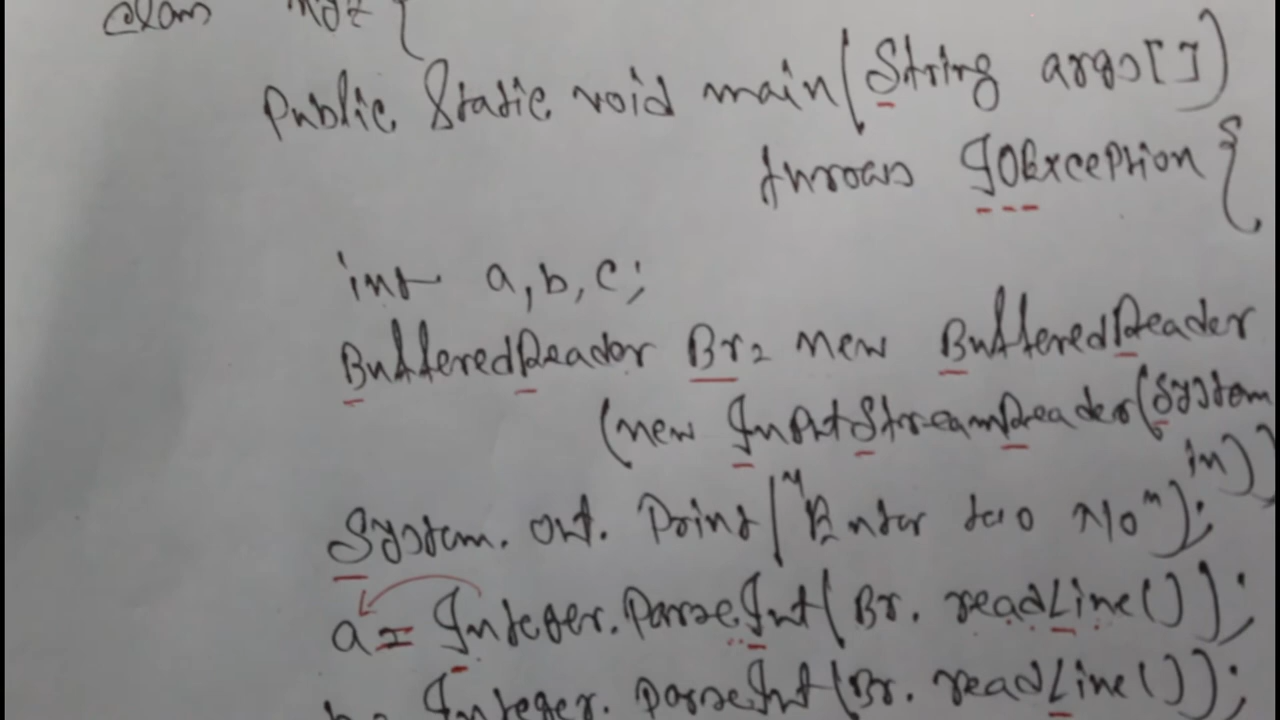 class xyz {
Public Static void main(String args[])
throws IOException {
int a, b, c;
BufferedReader Br = new BufferedReader
(new InputStreamReader(System.
in))
System. out. Print("Enter two No");
a = Integer.ParseInt(Br. readLine());
b = Integer. ParseInt(Br. readLine());